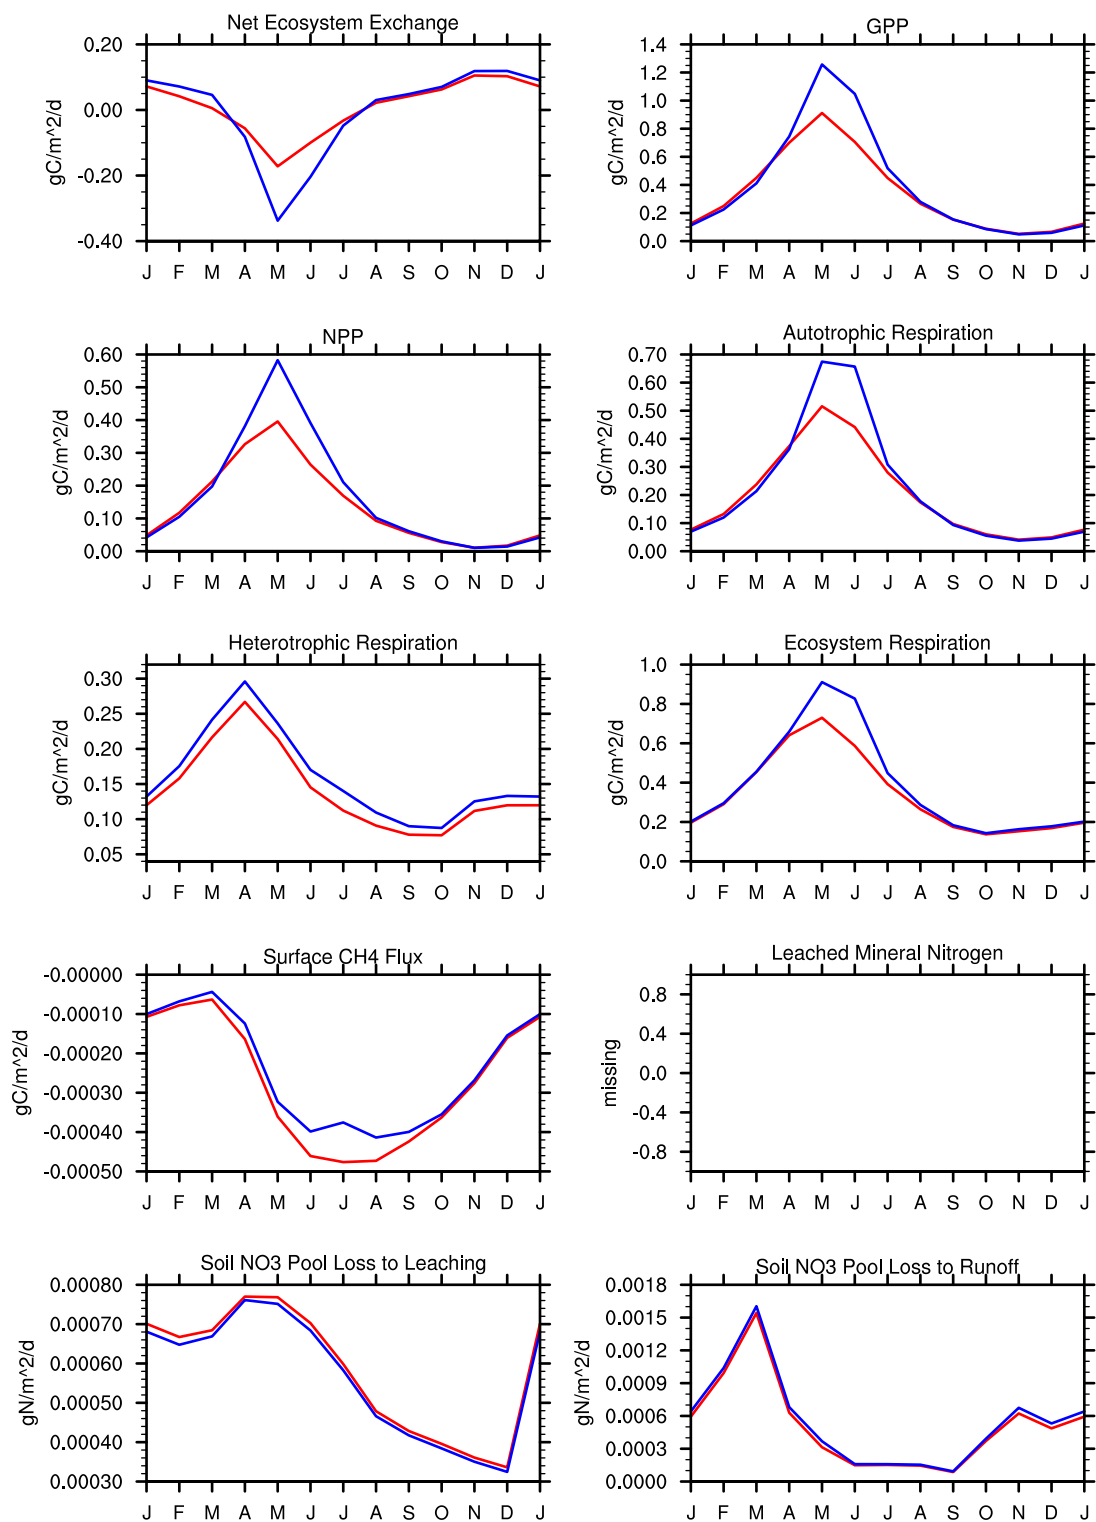 Net Ecosystem Exchange
gC/m^2/d
0.20
0.00
-0.20
-0.40
J F M A M J J A S O N D J
GPP
gC/m^2/d
1.4
1.2
1.0
0.8
0.6
0.4
0.2
0.0
J F M A M J J A S O N D J
NPP
gC/m^2/d
0.60
0.50
0.40
0.30
0.20
0.10
0.00
J F M A M J J A S O N D J
Autotrophic Respiration
gC/m^2/d
0.70
0.60
0.50
0.40
0.30
0.20
0.10
0.00
J F M A M J J A S O N D J
Heterotrophic Respiration
gC/m^2/d
0.30
0.25
0.20
0.15
0.10
0.05
J F M A M J J A S O N D J
Ecosystem Respiration
gC/m^2/d
1.0
0.8
0.6
0.4
0.2
0.0
J F M A M J J A S O N D J
Surface CH4 Flux
gC/m^2/d
-0.00000
-0.00010
-0.00020
-0.00030
-0.00040
-0.00050
J F M A M J J A S O N D J
Leached Mineral Nitrogen
missing
0.8
0.4
0.0
-0.4
-0.8
J F M A M J J A S O N D J
Soil NO3 Pool Loss to Leaching
gN/m^2/d
0.00080
0.00070
0.00060
0.00050
0.00040
0.00030
J F M A M J J A S O N D J
Soil NO3 Pool Loss to Runoff
gN/m^2/d
0.0018
0.0015
0.0012
0.0009
0.0006
0.0003
0.0000
J F M A M J J A S O N D J